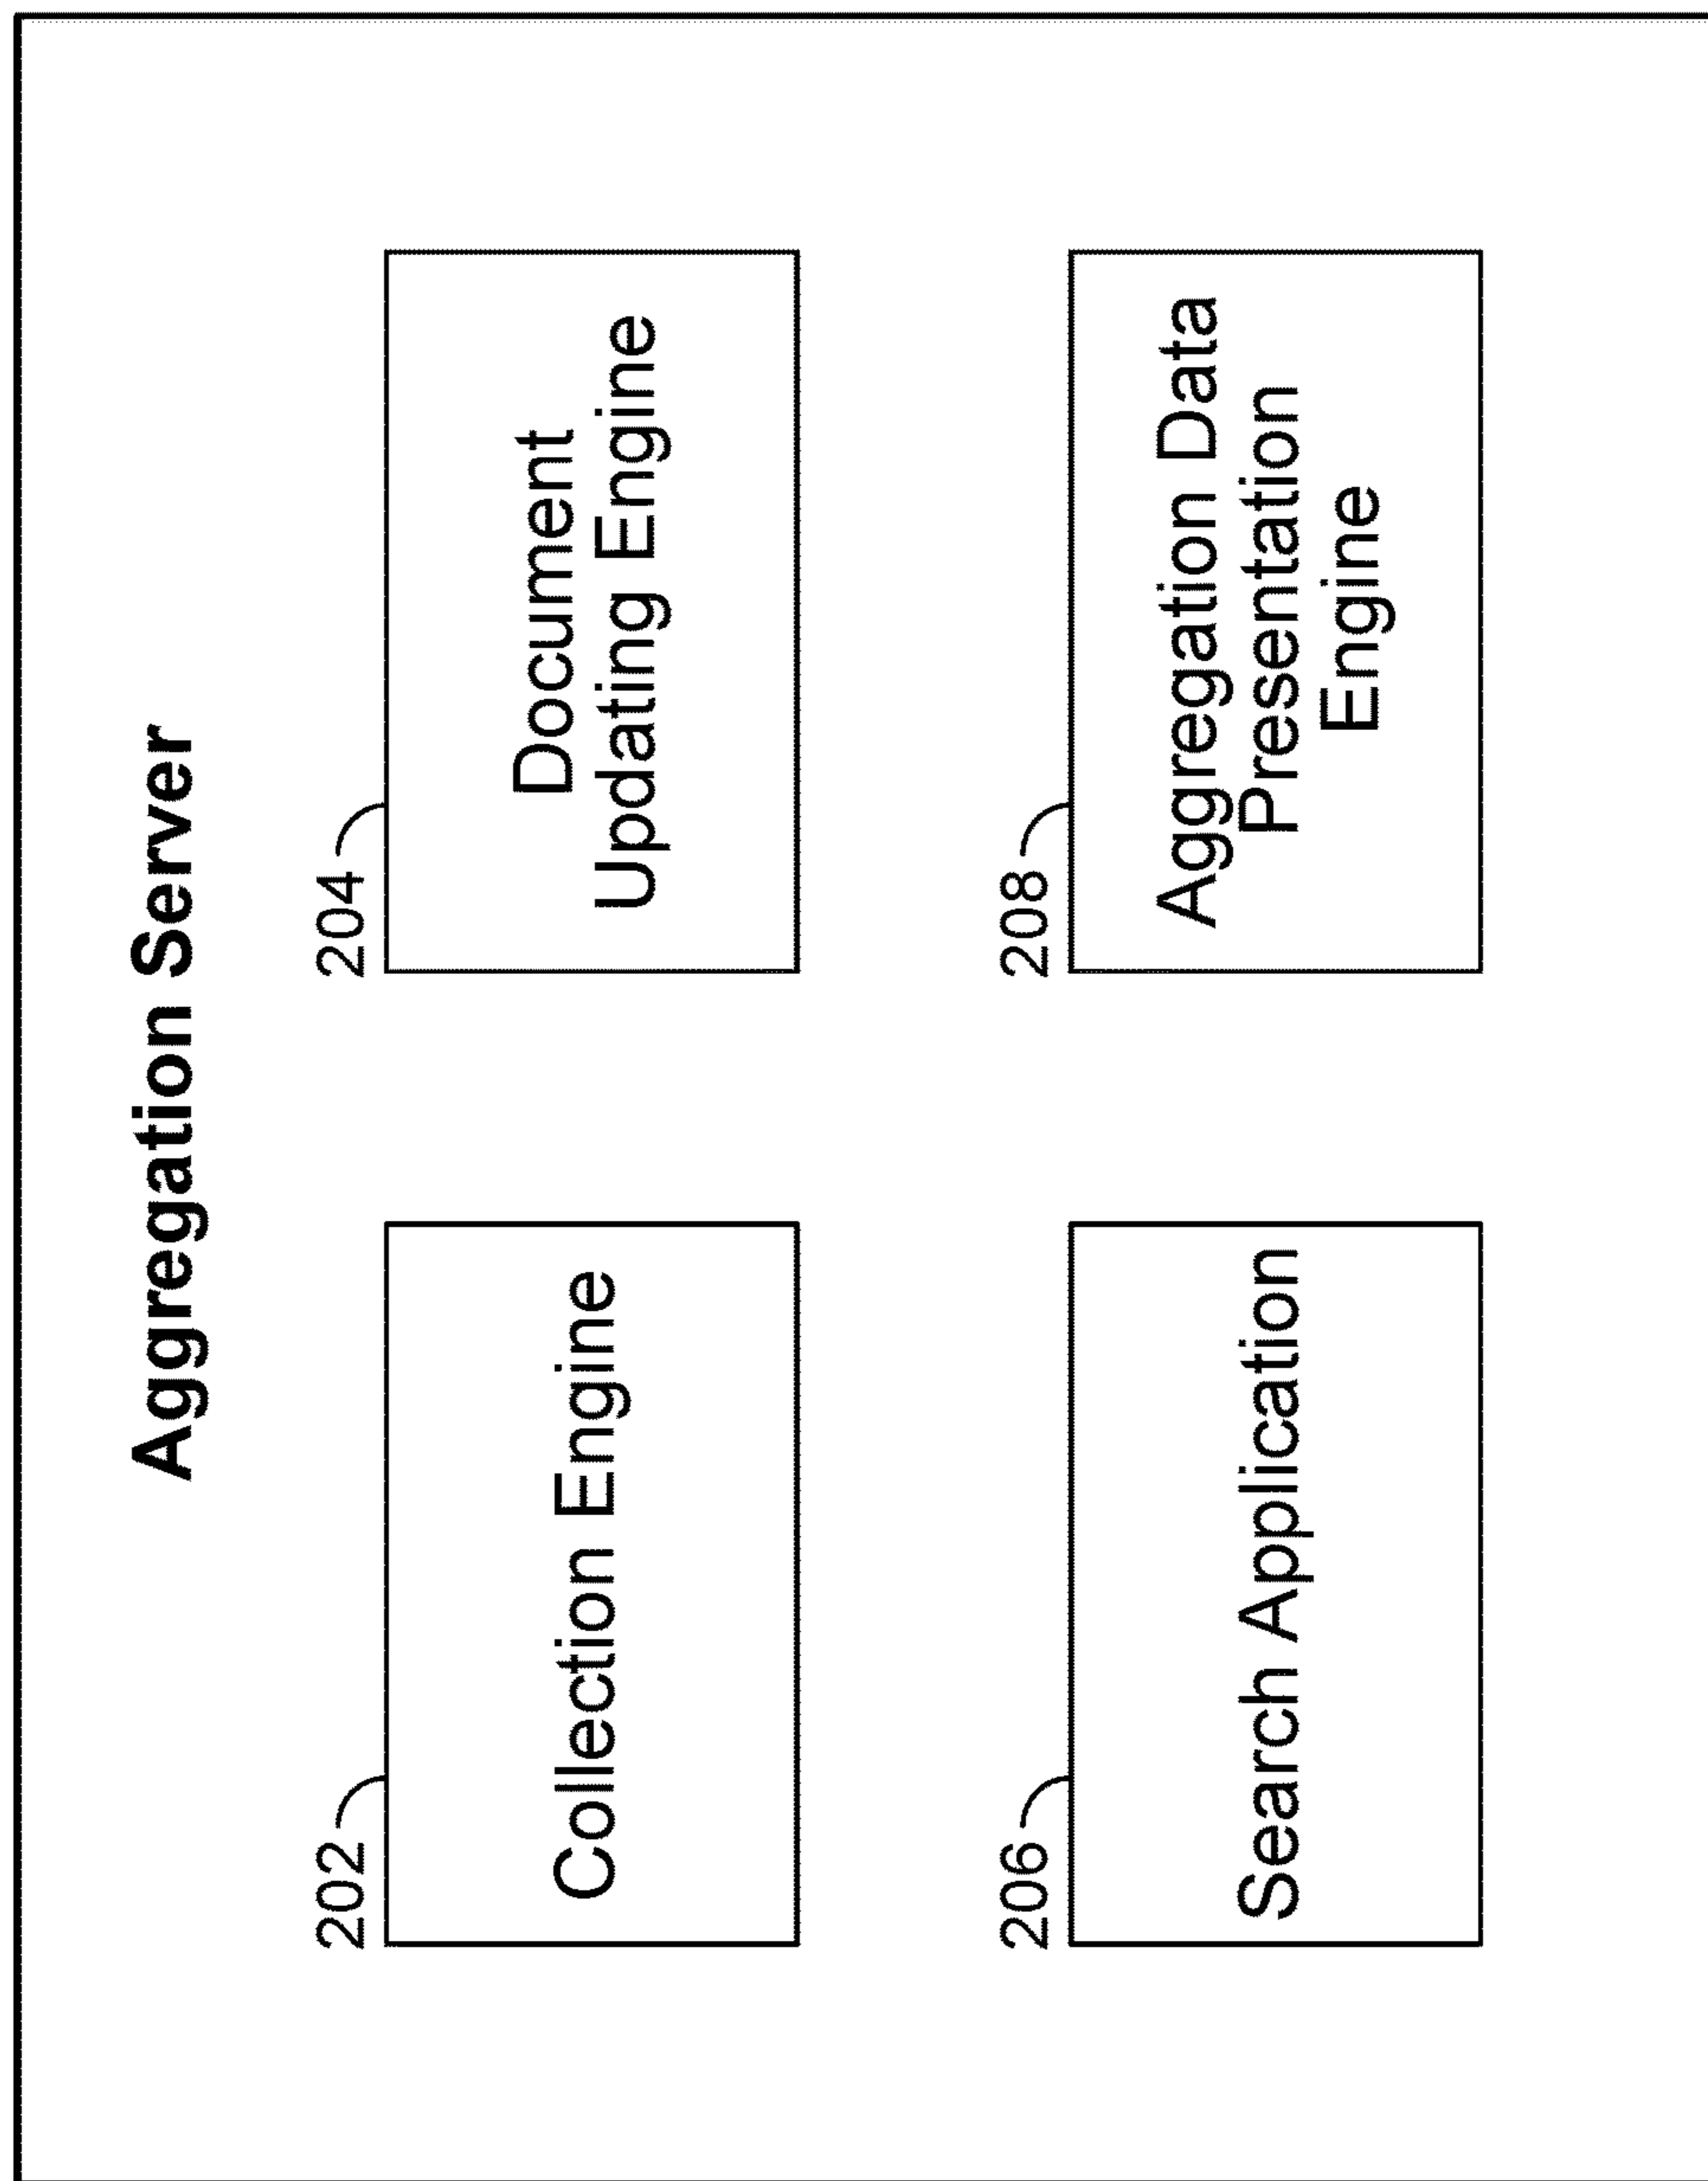 Aggregation Server
202
Collection Engine
204
Document
Updating Engine
206
Search Application
208
Aggregation Data
Presentation
Engine